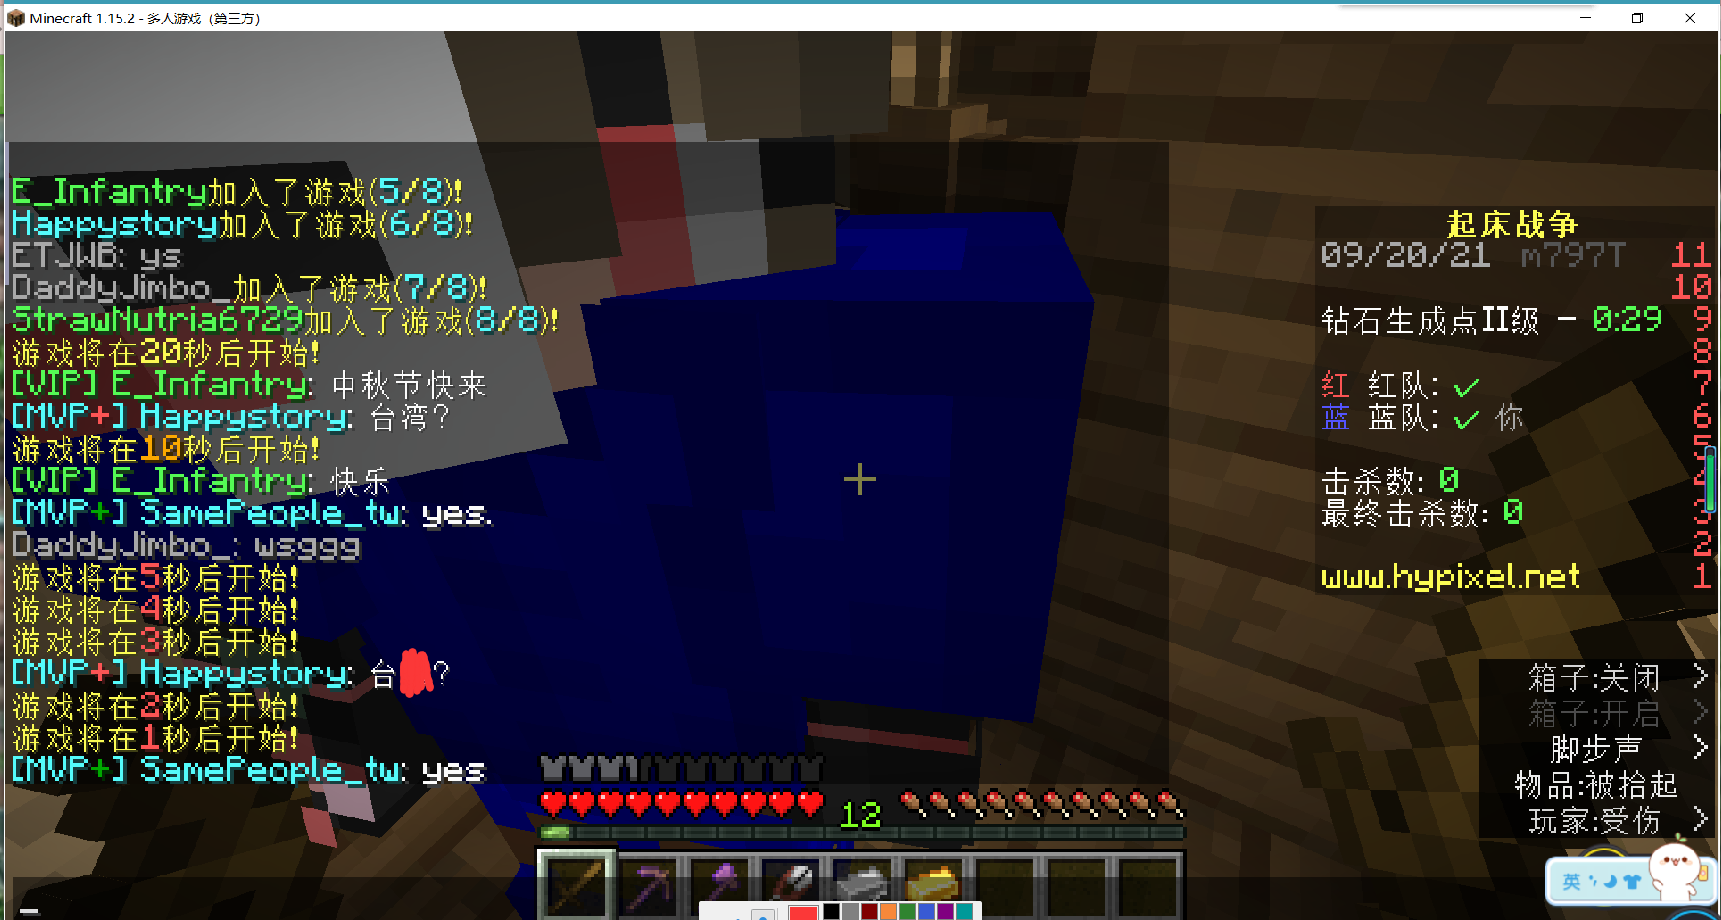 Minecraft 1.15.2 - 多人游戏（第三方）
E_Infantry加入了游戏(5/8)!
Happystory加入了游戏(6/8)!
ETJWB: ys
DaddyJimbo_加入了游戏(7/8)!
StrawNutria6729加入了游戏(8/8)!
游戏将在20秒后开始!
[VIP] E_Infantry: 中秋节快来
[MVP+] Happystory: 台湾?
游戏将在10秒后开始!
[VIP] E_Infantry: 快乐
[MVP+] SamePeople_tw: yes.
DaddyJimbo_: wsggg
游戏将在5秒后开始!
游戏将在4秒后开始!
游戏将在3秒后开始!
[MVP+] Happystory: 台?
游戏将在2秒后开始!
游戏将在1秒后开始!
[MVP+] SamePeople_tw: yes
12
起床战争
09/20/21 m797T 11
10
钻石生成点II级 - 0:29 9
8
红 红队: ✓ 7
蓝 蓝队: ✓ 你 6
5
击杀数: 0 4
最终击杀数: 0 3
2
www.hypixel.net 1
箱子:关闭 >
箱子:开启 >
脚步声 >
物品:被拾起
玩家:受伤 >
英